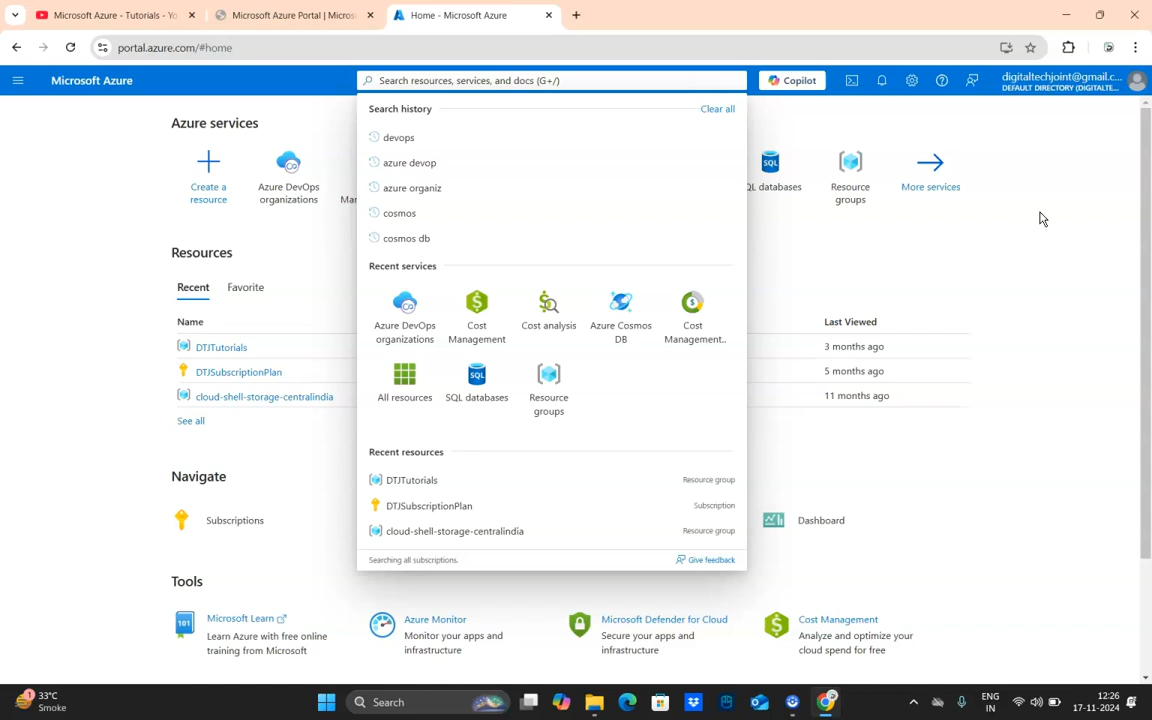 Microsoft Azure - Tutorials - Yo
Microsoft Azure Portal | Micros
Home - Microsoft Azure
portal.azure.com/#home
Microsoft Azure
Search resources, services, and docs (G+/)
Copilot
digitaltechjoint@gmail.c...
DEFAULT DIRECTORY (DIGITALTE...
Azure services
Create a
resource
Azure DevOps
organizations
Mar
QL databases
Resource
groups
More services
Search history
Clear all
devops
azure devop
azure organiz
cosmos
cosmos db
Recent services
Azure DevOps
organizations
Cost
Management
Cost analysis
Azure Cosmos
DB
Cost
Management..
All resources
SQL databases
Resource
groups
Recent resources
DTJTutorials
Resource group
DTJSubscriptionPlan
Subscription
cloud-shell-storage-centralindia
Resource group
Searching all subscriptions.
Give feedback
Resources
Recent
Favorite
Name
Last Viewed
DTJTutorials
3 months ago
DTJSubscriptionPlan
5 months ago
cloud-shell-storage-centralindia
11 months ago
See all
Navigate
Subscriptions
Dashboard
Tools
Microsoft Learn
Learn Azure with free online
training from Microsoft
Azure Monitor
Monitor your apps and
infrastructure
Microsoft Defender for Cloud
Secure your apps and
infrastructure
Cost Management
Analyze and optimize your
cloud spend for free
33°C
Smoke
Search
ENG
IN
12:26
17-11-2024